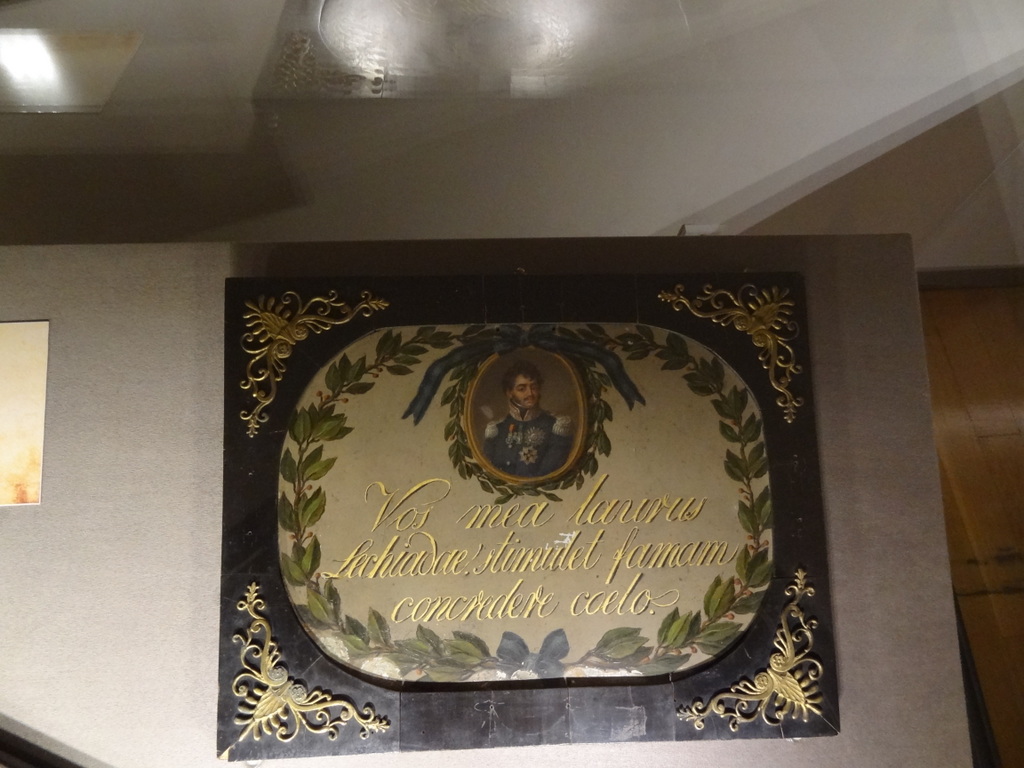 Vos mea laurus
Lechiadae! stimulet famam
concredere coelo.